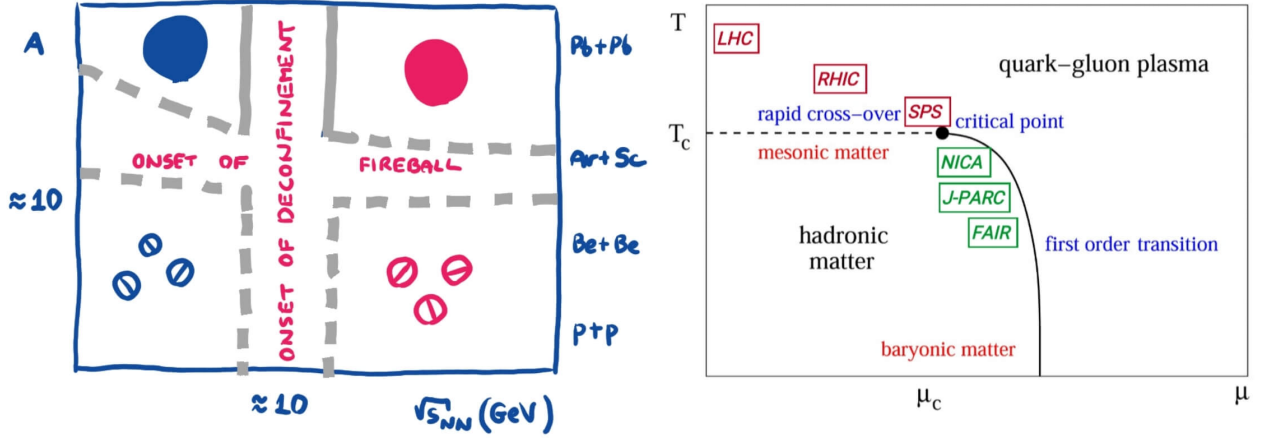 A
≈10
ONSET OF
FIREBALL
ONSET OF DECONFINEMENT
Pb+Pb
Ar+Sc
Be+Be
p+p
≈10
√sNN (GeV)
T
LHC
RHIC
SPS
quark–gluon plasma
rapid cross–over
critical point
Tc
mesonic matter
NICA
J-PARC
FAIR
hadronic
matter
first order transition
baryonic matter
μc
μ